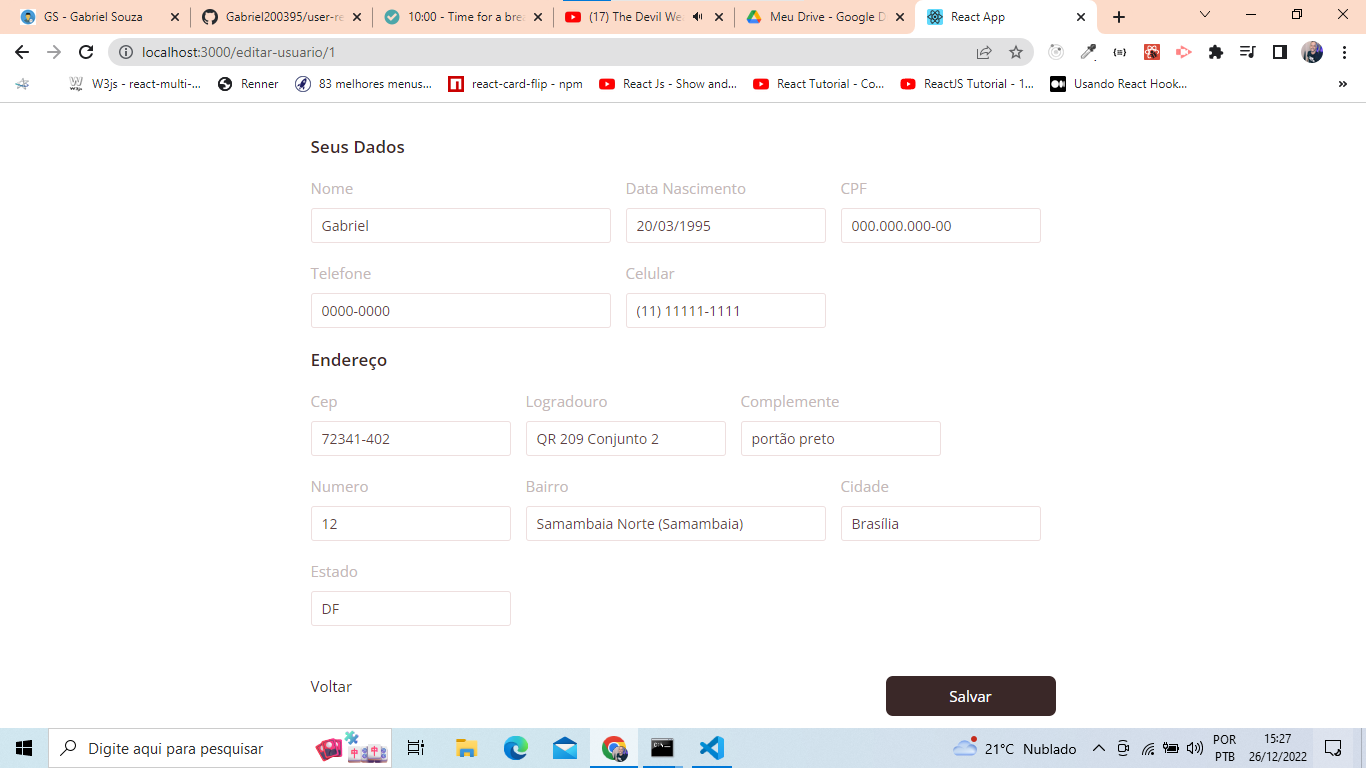 GS - Gabriel Souza
Gabriel200395/user-re
10:00 - Time for a bre
(17) The Devil We
Meu Drive - Google D
React App
localhost:3000/editar-usuario/1
W3js - react-multi-...
Renner
83 melhores menus...
react-card-flip - npm
React Js - Show and...
React Tutorial - Co...
ReactJS Tutorial - 1...
Usando React Hook...
Seus Dados
Nome
Data Nascimento
CPF
Gabriel
20/03/1995
000.000.000-00
Telefone
Celular
0000-0000
(11) 11111-1111
Endereço
Cep
Logradouro
Complemente
72341-402
QR 209 Conjunto 2
portão preto
Numero
Bairro
Cidade
12
Samambaia Norte (Samambaia)
Brasília
Estado
DF
Voltar
Salvar
Digite aqui para pesquisar
21°C Nublado
POR
PTB
15:27
26/12/2022